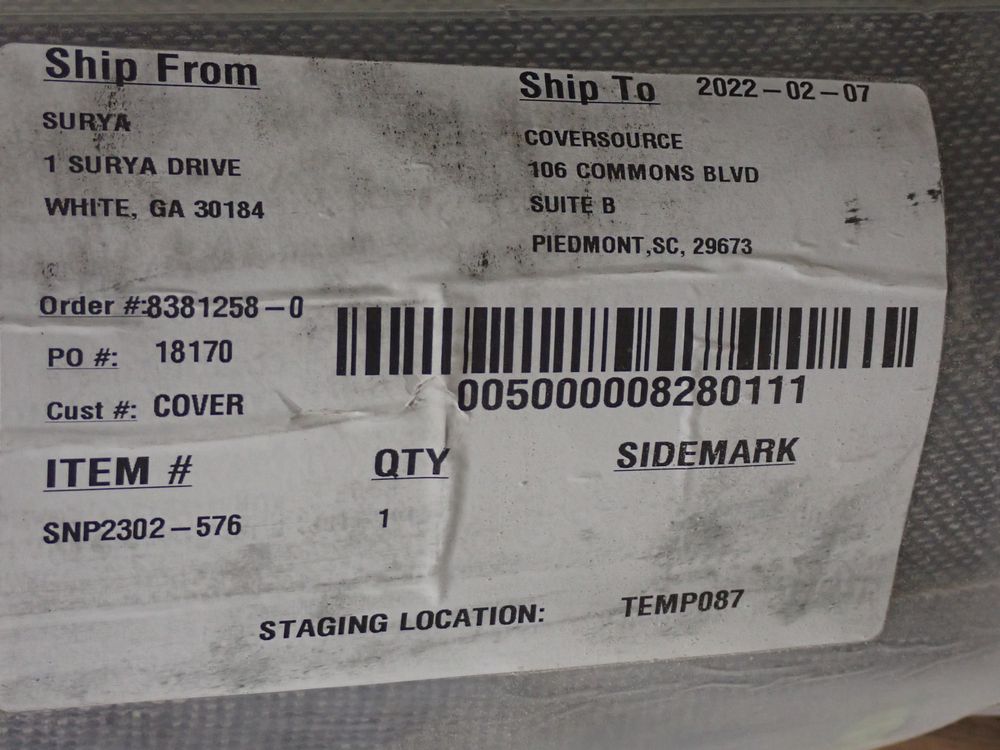 Ship From
SURYA
1 SURYA DRIVE
WHITE, GA 30184
Ship To 2022-02-07
COVERSOURCE
106 COMMONS BLVD
SUITE B
PIEDMONT,SC, 29673
Order #:8381258-0
PO #: 18170
Cust #: COVER
005000008280111
ITEM # QTY SIDEMARK
SNP2302-576 1
STAGING LOCATION: TEMP087